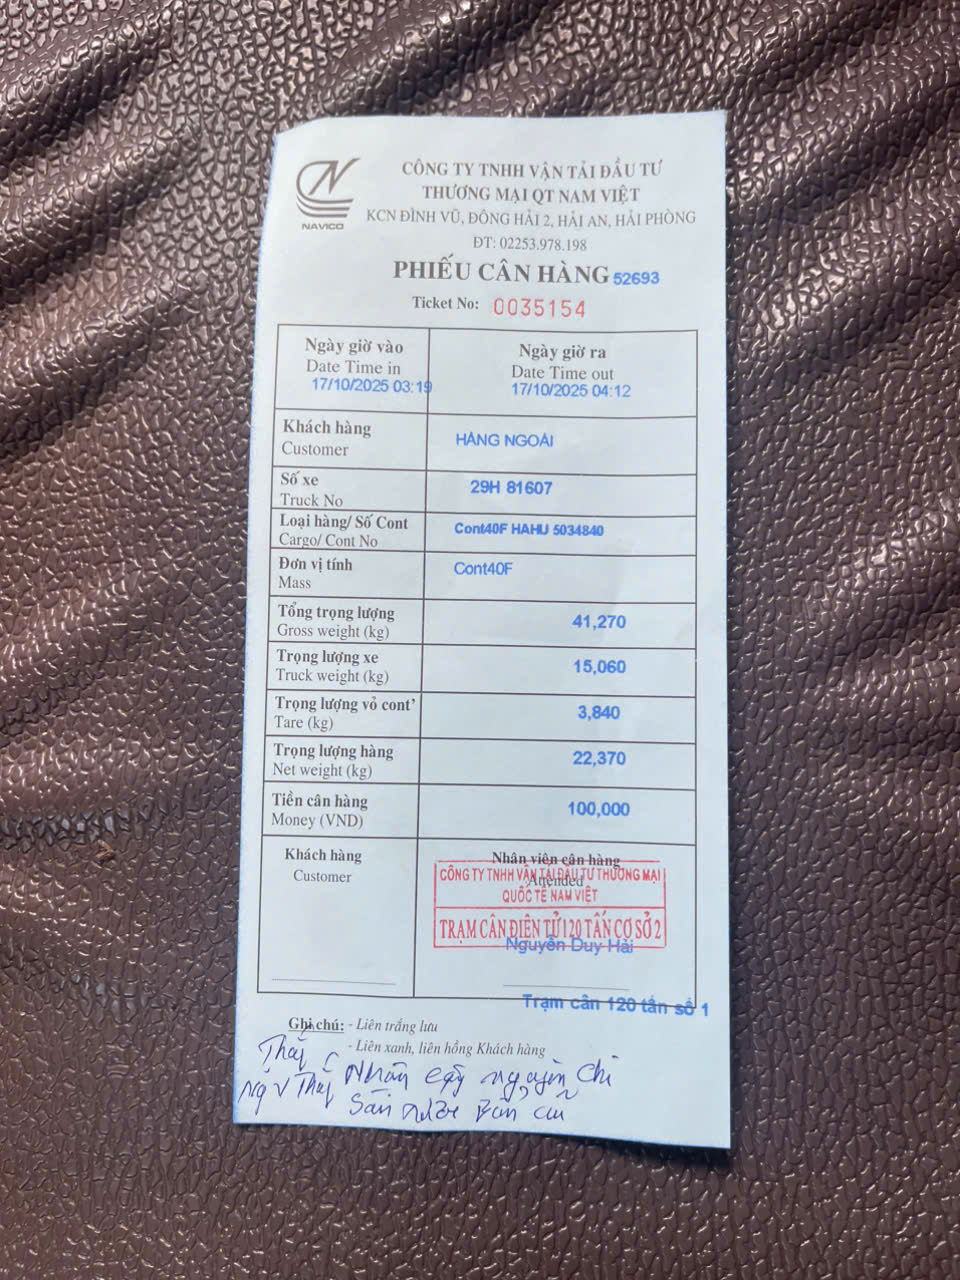 NAVICO
CÔNG TY TNHH VẬN TẢI ĐẦU TƯ
THƯƠNG MẠI QT NAM VIỆT
KCN ĐÌNH VŨ, ĐÔNG HẢI 2, HẢI AN, HẢI PHÒNG
ĐT: 02253.978.198
PHIẾU CÂN HÀNG 52693
Ticket No: 0035154
Ngày giờ vào
Date Time in
17/10/2025 03:19
Ngày giờ ra
Date Time out
17/10/2025 04:12
Khách hàng
Customer
HÀNG NGOÀI
Số xe
Truck No
29H 81607
Loại hàng/ Số Cont
Cargo/ Cont No
Cont40F HAHU 5034840
Đơn vị tính
Mass
Cont40F
Tổng trọng lượng
Gross weight (kg)
41,270
Trọng lượng xe
Truck weight (kg)
15,060
Trọng lượng vỏ cont'
Tare (kg)
3,840
Trọng lượng hàng
Net weight (kg)
22,370
Tiền cân hàng
Money (VND)
100,000
Khách hàng
Customer
Nhân viên cân hàng
Attended
CÔNG TY TNHH VẬN TẢI ĐẦU TƯ THƯƠNG MẠI
QUỐC TẾ NAM VIỆT
TRẠM CÂN ĐIỆN TỬ 120 TẤN CƠ SỞ 2
Nguyễn Duy Hải
Trạm cân 120 tấn số 1
Ghi chú: - Liên trắng lưu
- Liên xanh, liên hồng Khách hàng
Nhân